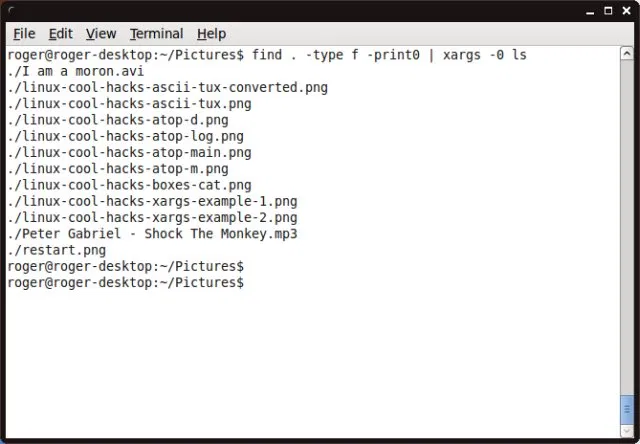 File Edit View Terminal Help
roger@roger-desktop:~/Pictures$ find . -type f -print0 | xargs -0 ls
./I am a moron.avi
./linux-cool-hacks-ascii-tux-converted.png
./linux-cool-hacks-ascii-tux.png
./linux-cool-hacks-atop-d.png
./linux-cool-hacks-atop-log.png
./linux-cool-hacks-atop-main.png
./linux-cool-hacks-atop-m.png
./linux-cool-hacks-boxes-cat.png
./linux-cool-hacks-xargs-example-1.png
./linux-cool-hacks-xargs-example-2.png
./Peter Gabriel - Shock The Monkey.mp3
./restart.png
roger@roger-desktop:~/Pictures$
roger@roger-desktop:~/Pictures$